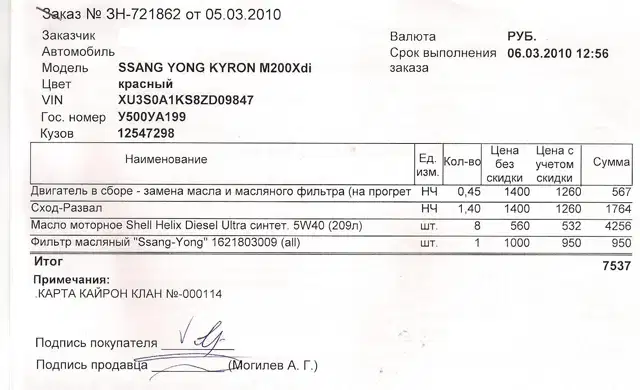 Заказ № ЗН-721862 от 05.03.2010
Заказчик
Валюта РУБ.
Автомобиль
Срок выполнения заказа 06.03.2010 12:56
Модель SSANG YONG KYRON M200Xdi
Цвет красный
VIN XU3S0A1KS8ZD09847
Гос. номер У500УА199
Кузов 12547298
Наименование Ед. изм. Кол-во Цена без скидки Цена с учетом скидки Сумма
Двигатель в сборе - замена масла и масляного фильтра (на прогрет НЧ 0,45 1400 1260 567
Сход-Развал НЧ 1,40 1400 1260 1764
Масло моторное Shell Helix Diesel Ultra синтет. 5W40 (209л) шт. 8 560 532 4256
Фильтр масляный "Ssang-Yong" 1621803009 (all) шт. 1 1000 950 950
Итог 7537
Примечания:
.КАРТА КАЙРОН КЛАН №-000114
Подпись покупателя
Подпись продавца (Могилев А. Г.)